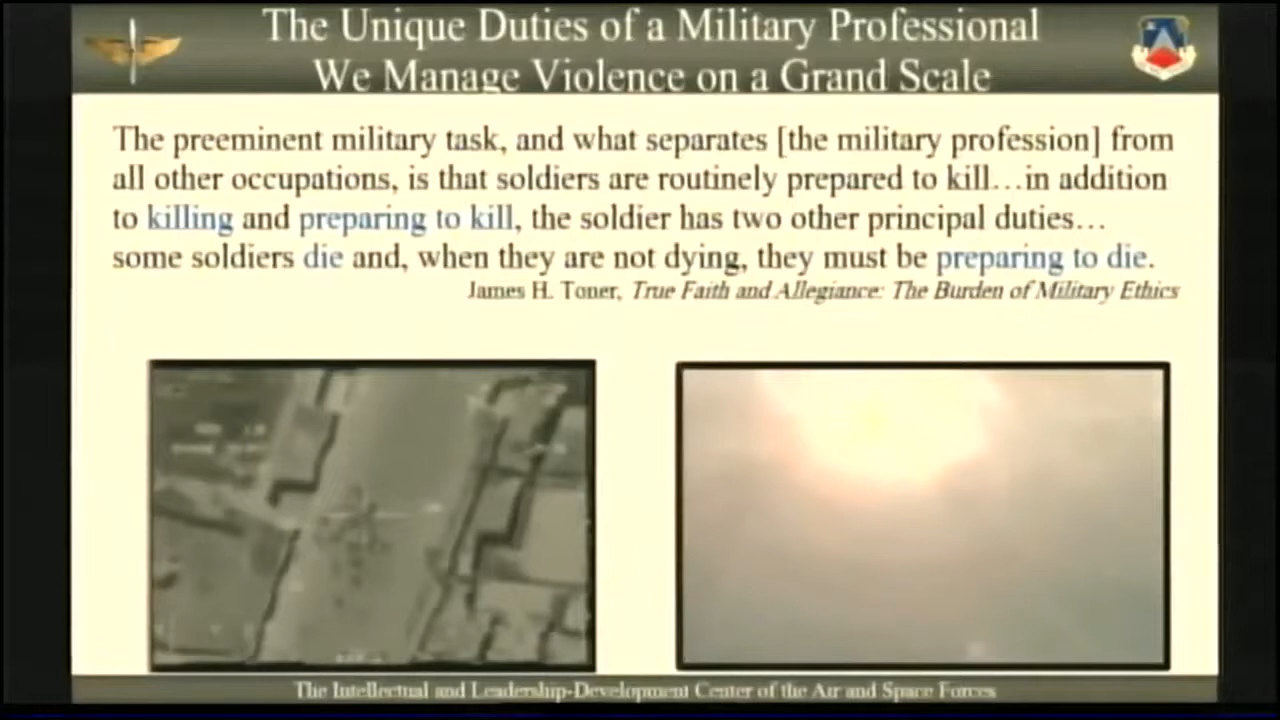 The Unique Duties of a Military Professional
We Manage Violence on a Grand Scale
The preeminent military task, and what separates [the military profession] from
all other occupations, is that soldiers are routinely prepared to kill…in addition
to killing and preparing to kill, the soldier has two other principal duties…
some soldiers die and, when they are not dying, they must be preparing to die.
James H. Toner, True Faith and Allegiance: The Burden of Military Ethics
The Intellectual and Leadership-Development Center of the Air and Space Forces